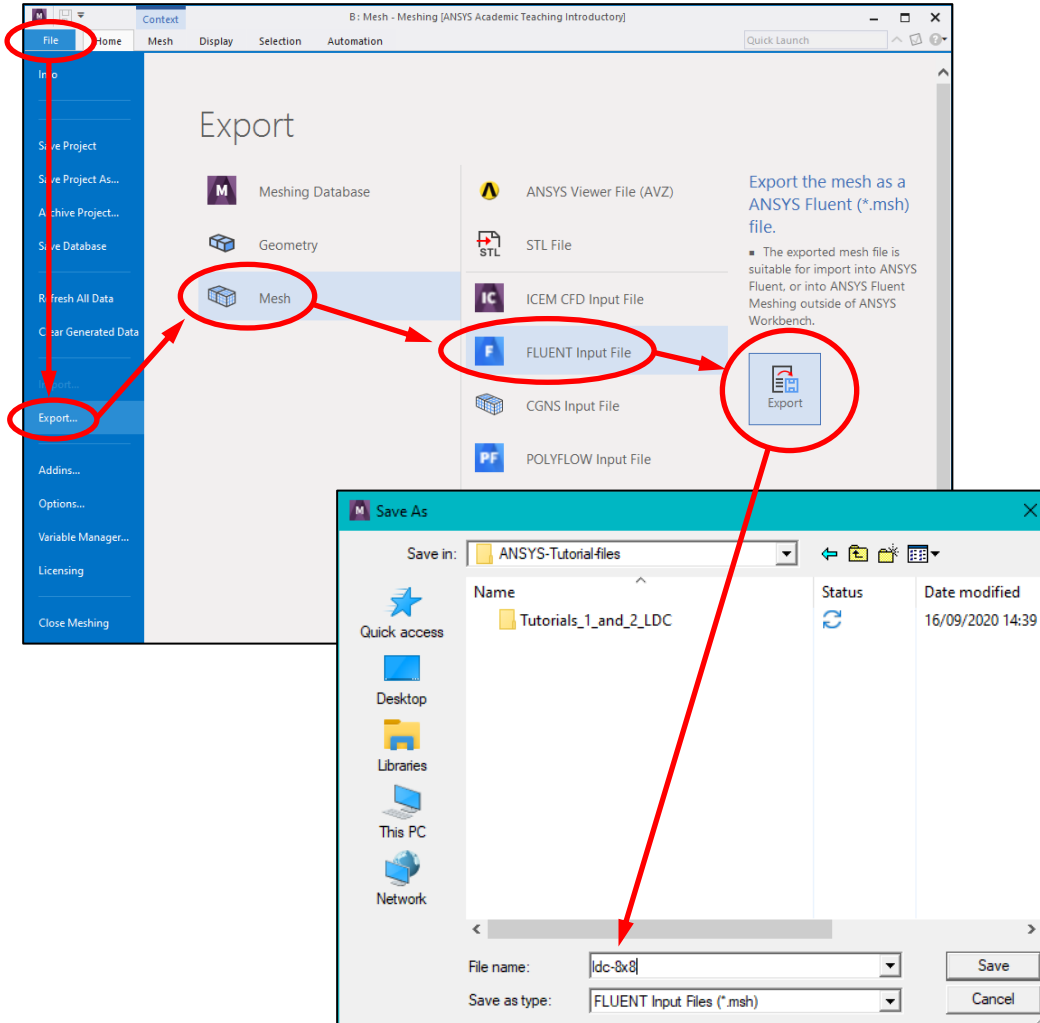 Context
B : Mesh - Meshing [ANSYS Academic Teaching Introductory]
File Home Mesh Display Selection Automation
Quick Launch
Info
Save Project
Save Project As...
Archive Project...
Save Database
Refresh All Data
Clear Generated Data
Import...
Export...
Addins...
Options...
Variable Manager...
Licensing
Close Meshing
Export
M Meshing Database
Geometry
Mesh
ANSYS Viewer File (AVZ)
STL STL File
IC ICEM CFD Input File
F FLUENT Input File
CGNS Input File
PF POLYFLOW Input File
Export the mesh as a
ANSYS Fluent (*.msh)
file.
■ The exported mesh file is
suitable for import into ANSYS
Fluent, or into ANSYS Fluent
Meshing outside of ANSYS
Workbench.
Export
M Save As
Save in: ANSYS-Tutorial-files
Name Status Date modified
Tutorials_1_and_2_LDC 16/09/2020 14:39
Quick access
Desktop
Libraries
This PC
Network
File name: ldc-8x8 Save
Save as type: FLUENT Input Files (*.msh) Cancel